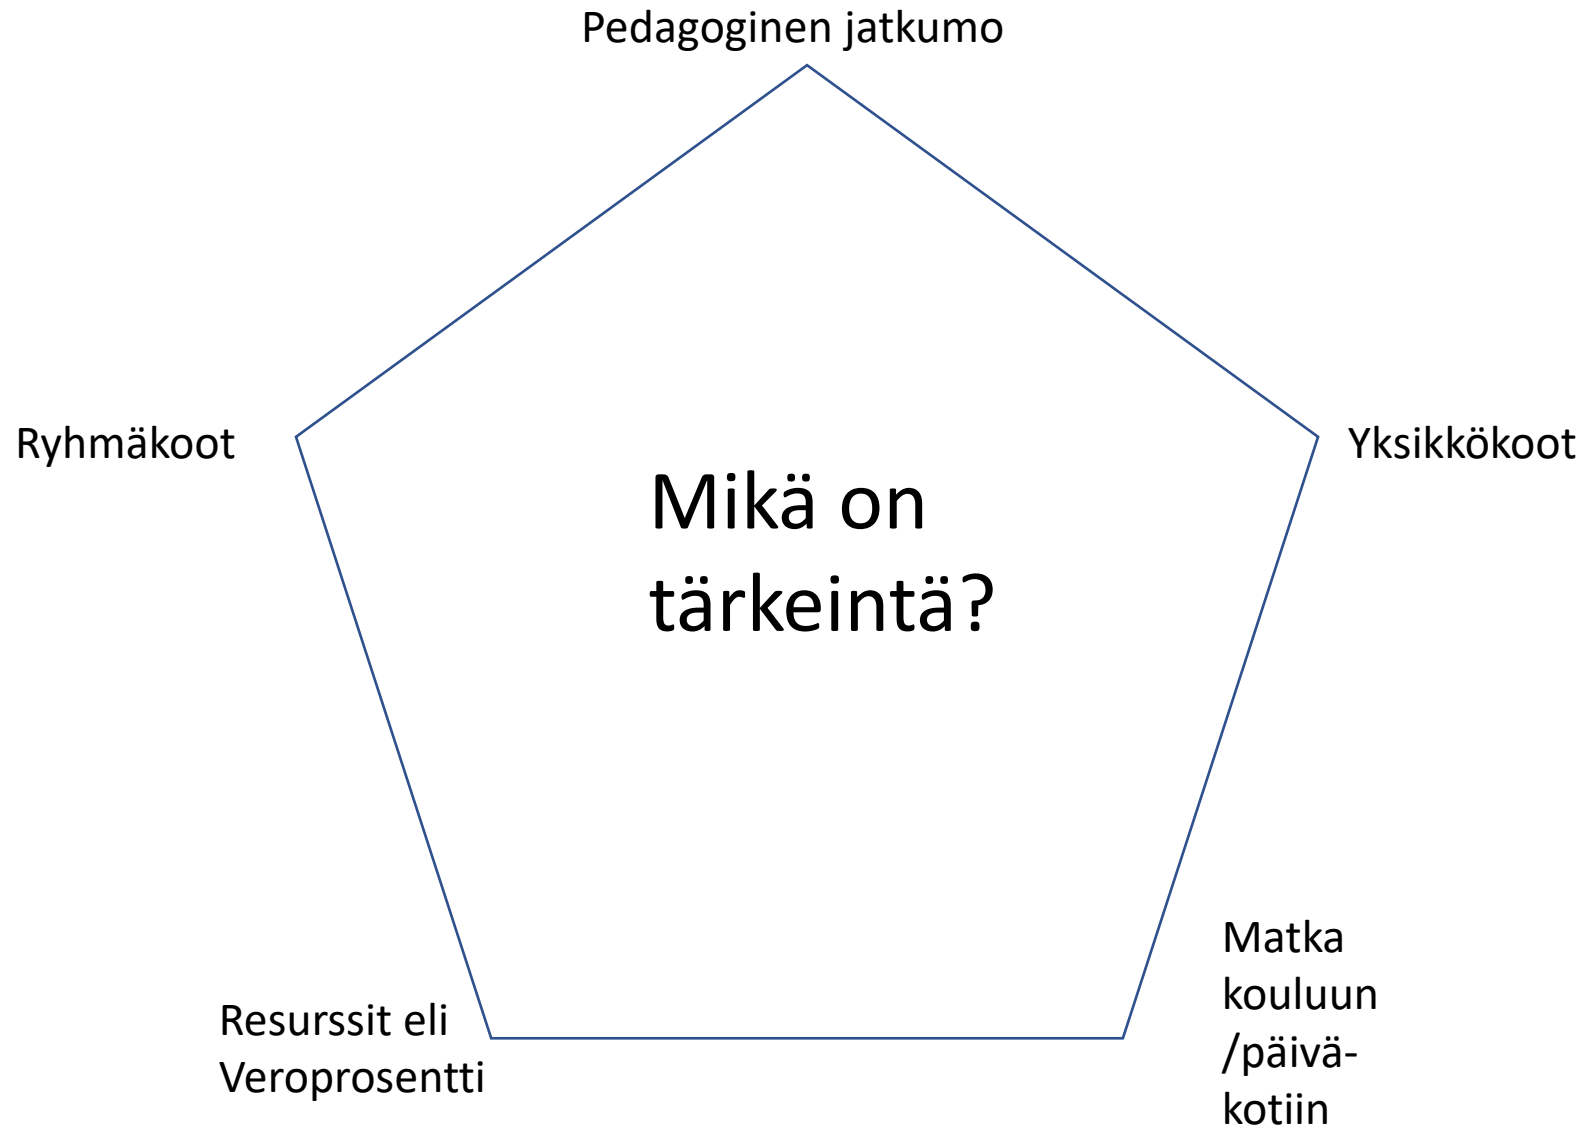 Pedagoginen jatkumo
Ryhmäkoot
Yksikkökoot
Mikä on
tärkeintä?
Matka
kouluun
/päivä-
kotiin
Resurssit eli
Veroprosentti